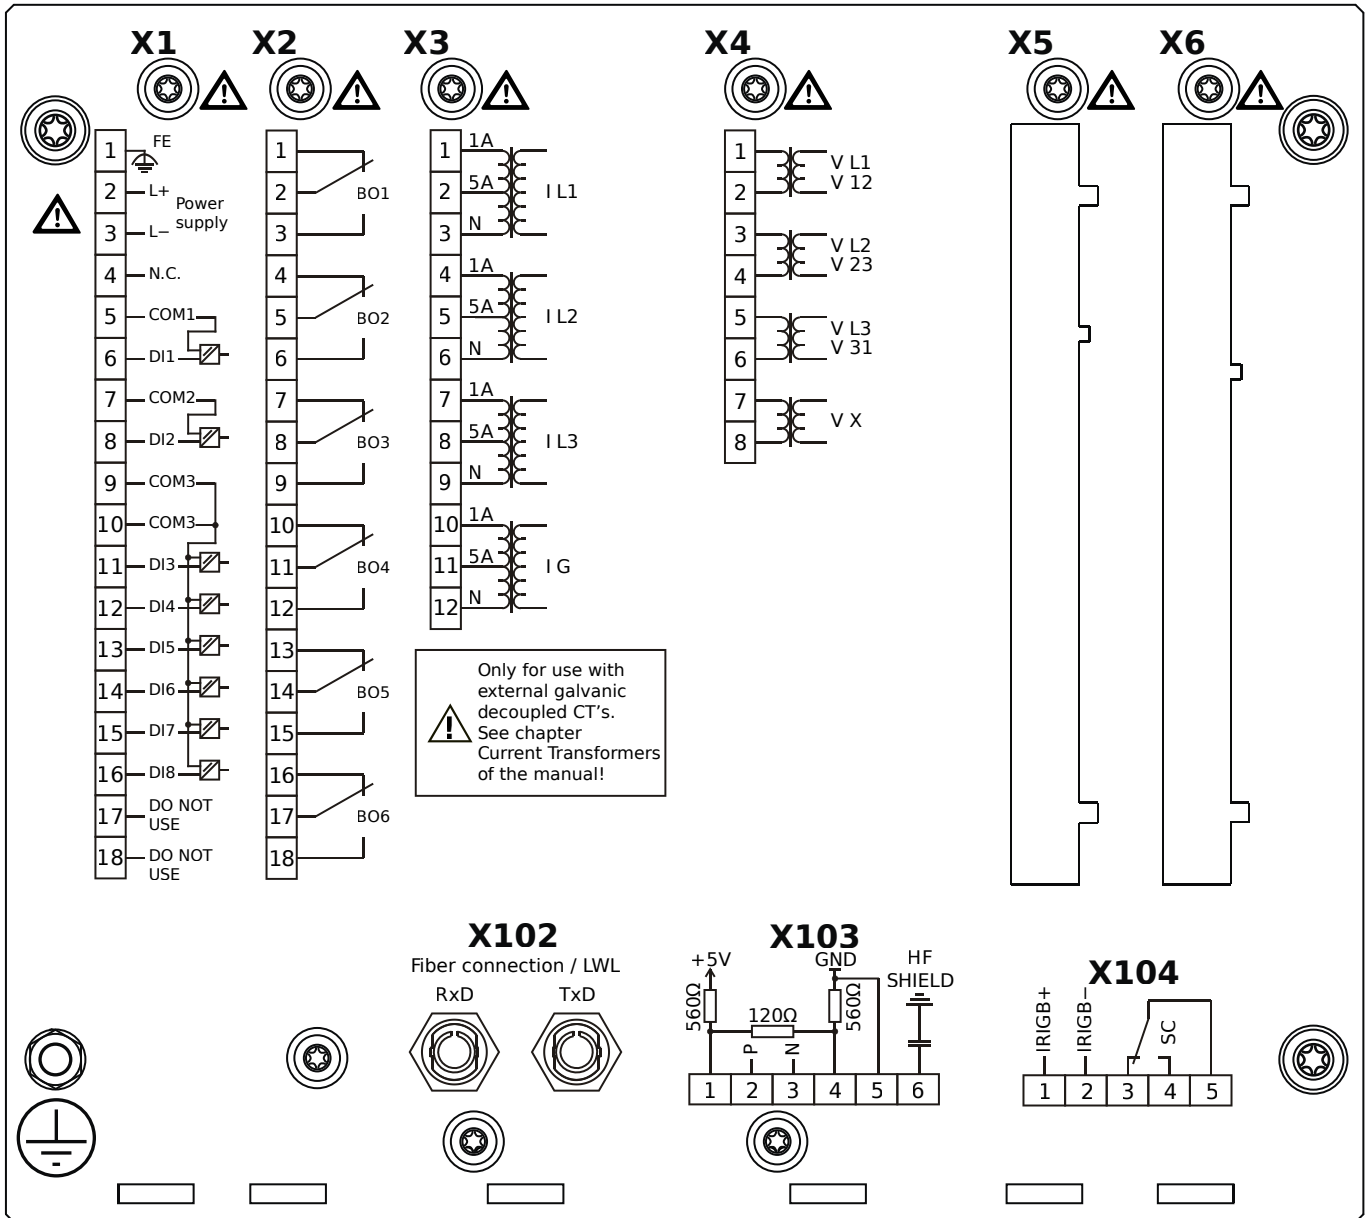 X1
X2
X3
X4
X5
X6
1 FE
2 L+
Power
supply
3 L−
4 N.C.
5 COM1
6 DI1
7 COM2
8 DI2
9 COM3
10 COM3
11 DI3
12 DI4
13 DI5
14 DI6
15 DI7
16 DI8
17 DO NOT
USE
18 DO NOT
USE
1
2 BO1
3
4
5 BO2
6
7
8 BO3
9
10
11 BO4
12
13
14 BO5
15
16
17 BO6
18
1 1A
2 5A I L1
3 N
4 1A
5 5A I L2
6 N
7 1A
8 5A I L3
9 N
10 1A
11 5A I G
12 N
Only for use with
external galvanic
decoupled CT's.
See chapter
Current Transformers
of the manual!
1 V L1
2 V 12
3 V L2
4 V 23
5 V L3
6 V 31
7 V X
8
X102
Fiber connection / LWL
RxD TxD
X103
+5V GND HF
SHIELD
560Ω 120Ω 560Ω
P N
1 2 3 4 5 6
X104
IRIGB+ IRIGB− SC
1 2 3 4 5